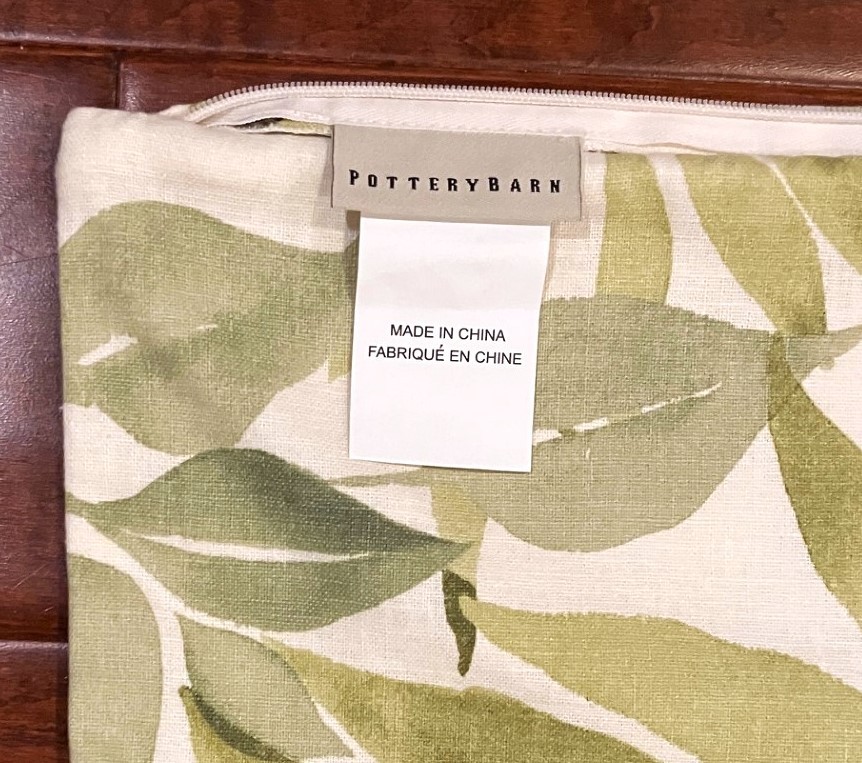 POTTERYBARN
MADE IN CHINA
FABRIQUÉ EN CHINE